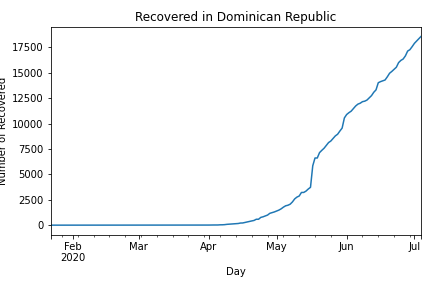 Recovered in Dominican Republic
Number of Recovered
17500
15000
12500
10000
7500
5000
2500
0
Feb
2020
Mar
Apr
May
Jun
Jul
Day